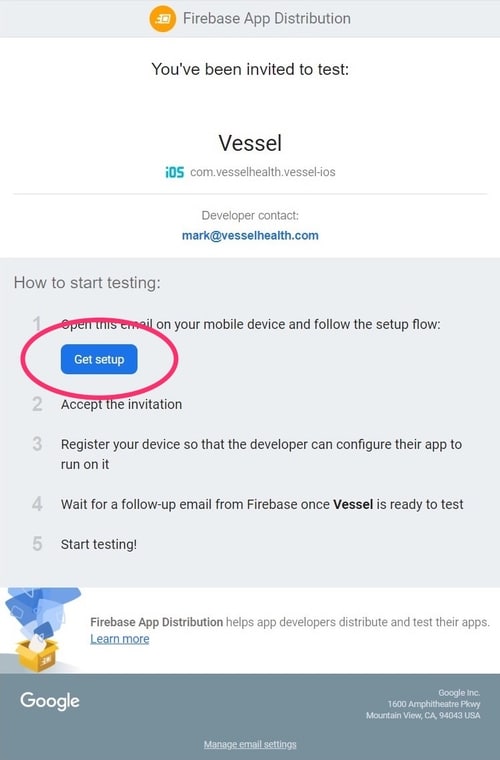 Firebase App Distribution
You've been invited to test:
Vessel
iOS com.vesselhealth.vessel-ios
Developer contact:
mark@vesselhealth.com
How to start testing:
1 Open this email on your mobile device and follow the setup flow:
Get setup
2 Accept the invitation
3 Register your device so that the developer can configure their app to
run on it
4 Wait for a follow-up email from Firebase once Vessel is ready to test
5 Start testing!
Firebase App Distribution helps app developers distribute and test their apps.
Learn more
Google
Google Inc.
1600 Amphitheatre Pkwy
Mountain View, CA, 94043 USA
Manage email settings